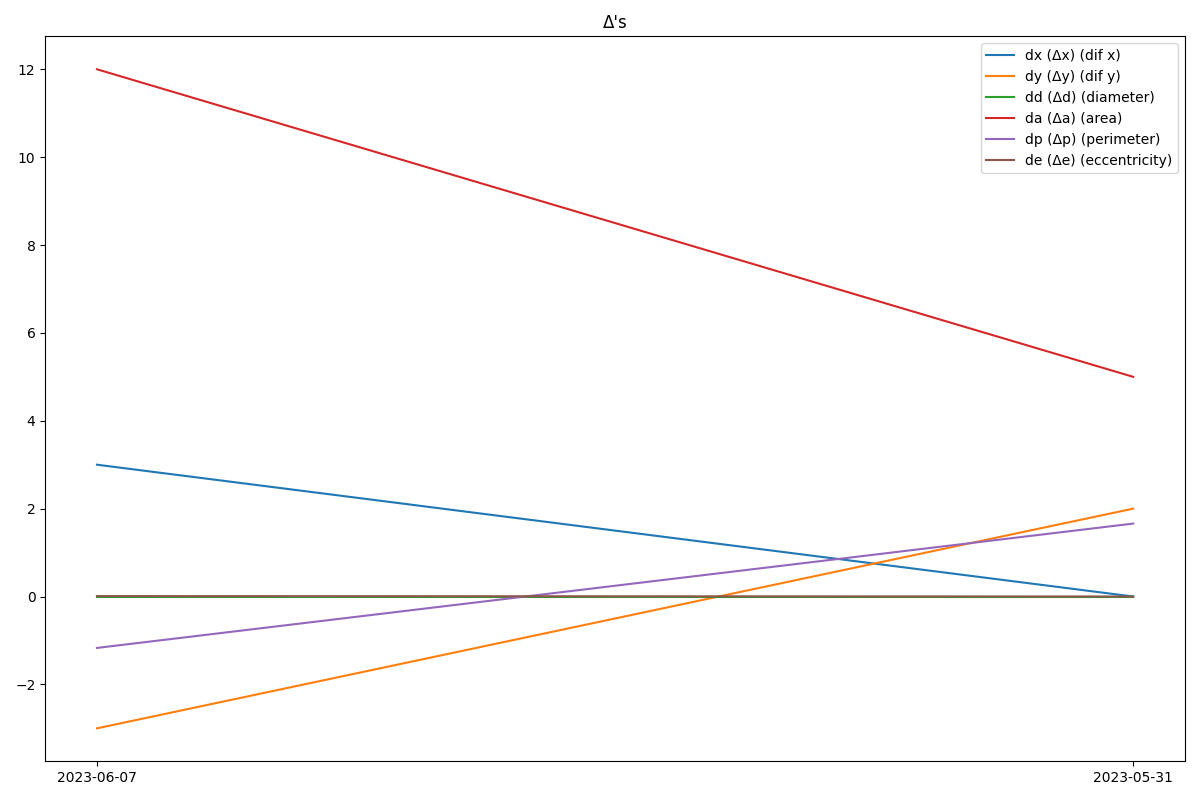 Δ's
dx (Δx) (dif x)
dy (Δy) (dif y)
dd (Δd) (diameter)
da (Δa) (area)
dp (Δp) (perimeter)
de (Δe) (eccentricity)
12
10
8
6
4
2
0
−2
2023-06-07 2023-05-31